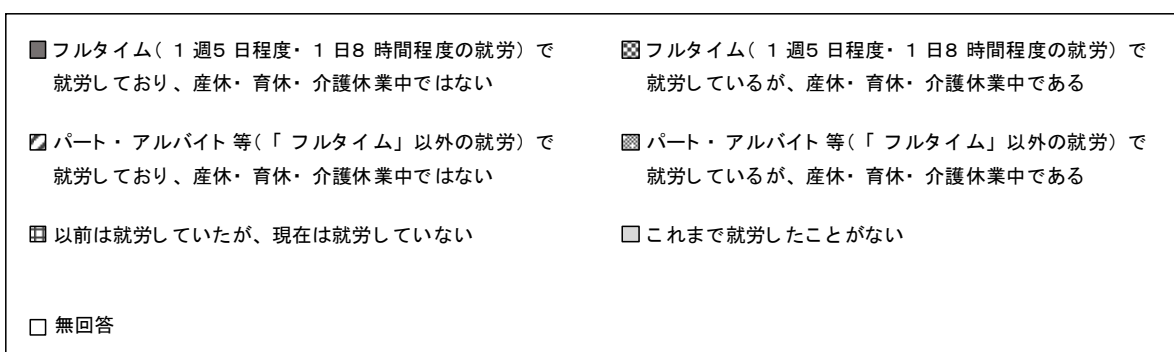 フルタイム(1週5日程度・1日8時間程度の就労)で
就労しており、産休・育休・介護休業中ではない
フルタイム(1週5日程度・1日8時間程度の就労)で
就労しているが、産休・育休・介護休業中である
パート・アルバイト等(「フルタイム」以外の就労)で
就労しており、産休・育休・介護休業中ではない
パート・アルバイト等(「フルタイム」以外の就労)で
就労しているが、産休・育休・介護休業中である
以前は就労していたが、現在は就労していない
これまで就労したことがない
無回答